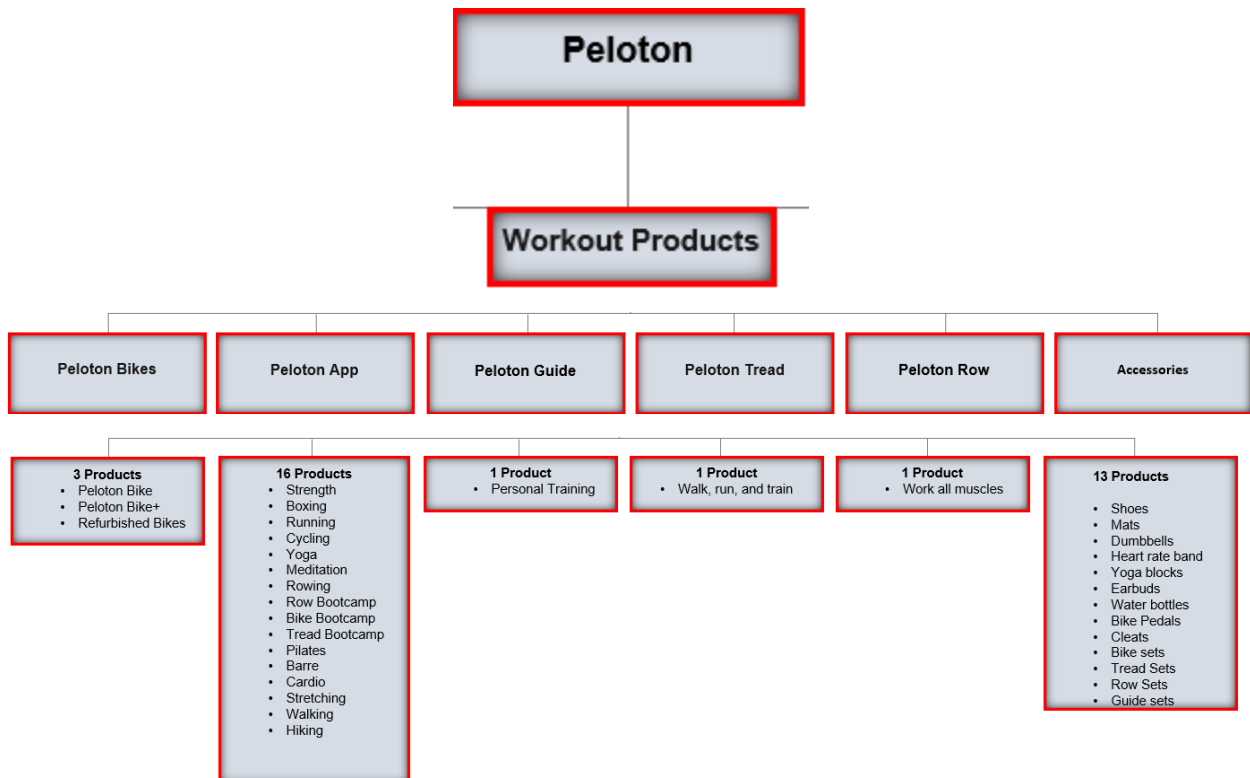 Peloton
Workout Products
Peloton Bikes
Peloton App
Peloton Guide
Peloton Tread
Peloton Row
Accessories
3 Products
• Peloton Bike
• Peloton Bike+
• Refurbished Bikes
16 Products
• Strength
• Boxing
• Running
• Cycling
• Yoga
• Meditation
• Rowing
• Row Bootcamp
• Bike Bootcamp
• Tread Bootcamp
• Pilates
• Barre
• Cardio
• Stretching
• Walking
• Hiking
1 Product
• Personal Training
1 Product
• Walk, run, and train
1 Product
• Work all muscles
13 Products
• Shoes
• Mats
• Dumbbells
• Heart rate band
• Yoga blocks
• Earbuds
• Water bottles
• Bike Pedals
• Cleats
• Bike sets
• Tread Sets
• Row Sets
• Guide sets